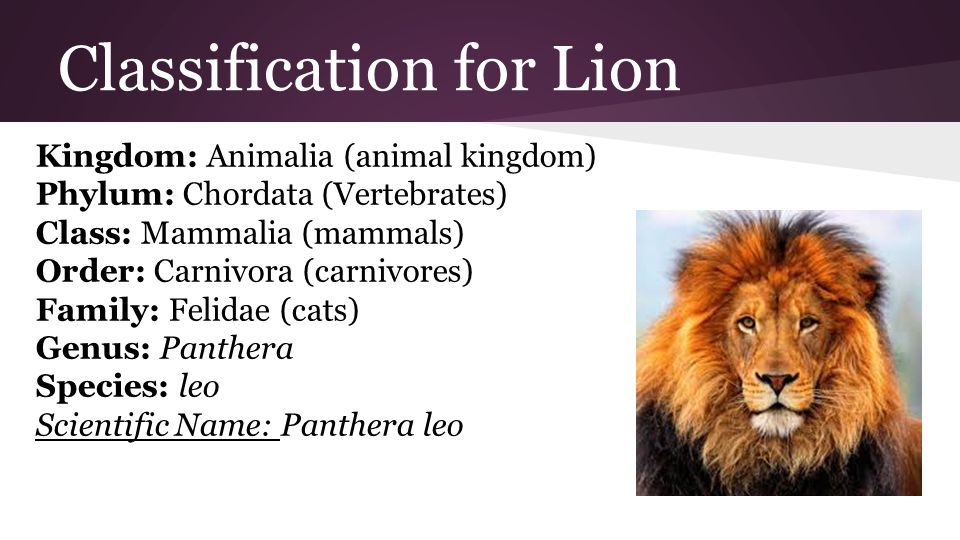 Classification for Lion
Kingdom: Animalia (animal kingdom)
Phylum: Chordata (Vertebrates)
Class: Mammalia (mammals)
Order: Carnivora (carnivores)
Family: Felidae (cats)
Genus: Panthera
Species: leo
Scientific Name: Panthera leo